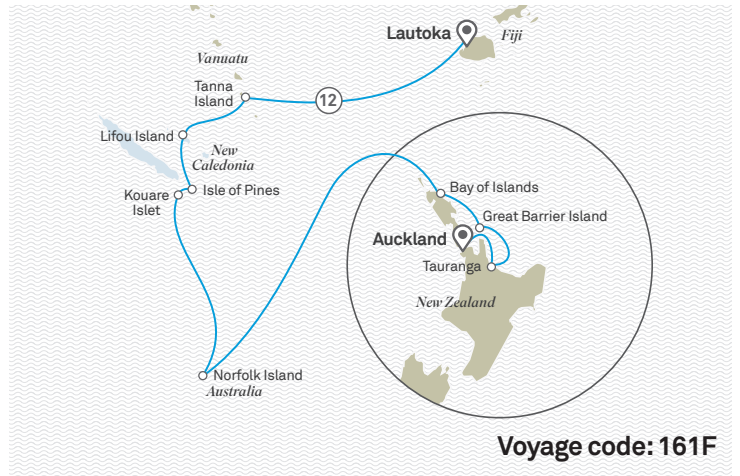 Lautoka
Fiji
Vanuatu
Tanna
Island
12
Lifou Island
New
Caledonia
Isle of Pines
Kouare
Islet
Bay of Islands
Great Barrier Island
Auckland
Tauranga
New Zealand
Norfolk Island
Australia
Voyage code: 161F